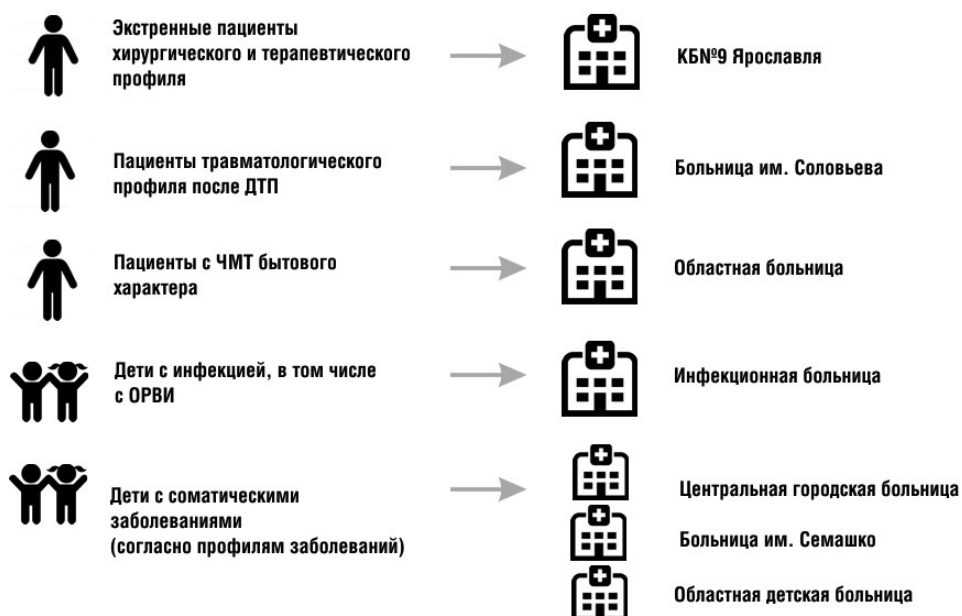 Экстренные пациенты
хирургического и терапевтического
профиля
КБ№9 Ярославля
Пациенты травматологического
профиля после ДТП
Больница им. Соловьева
Пациенты с ЧМТ бытового
характера
Областная больница
Дети с инфекцией, в том числе
с ОРВИ
Инфекционная больница
Дети с соматическими
заболеваниями
(согласно профилям заболеваний)
Центральная городская больница
Больница им. Семашко
Областная детская больница